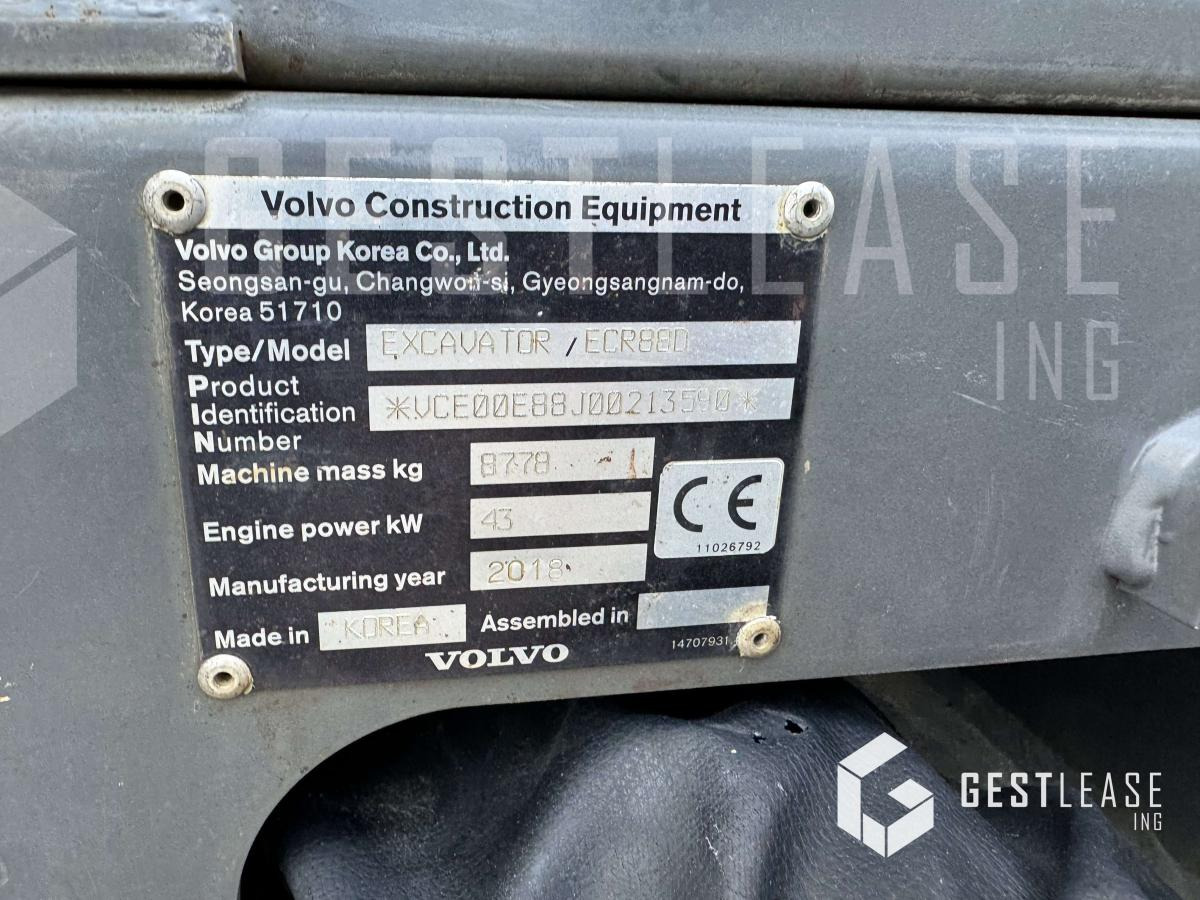 GESTLEASE
ING
Volvo Construction Equipment
Volvo Group Korea Co., Ltd.
Seongsan-gu, Changwon-si, Gyeongsangnam-do,
Korea 51710
Type/Model EXCAVATOR / ECR88D
Product
Identification *VCE00E88J00213590*
Number
Machine mass kg 8778
Engine power kW 43
CE
11026792
Manufacturing year 2018
Made in KOREA Assembled in
VOLVO 14707931
GESTLEASE
ING